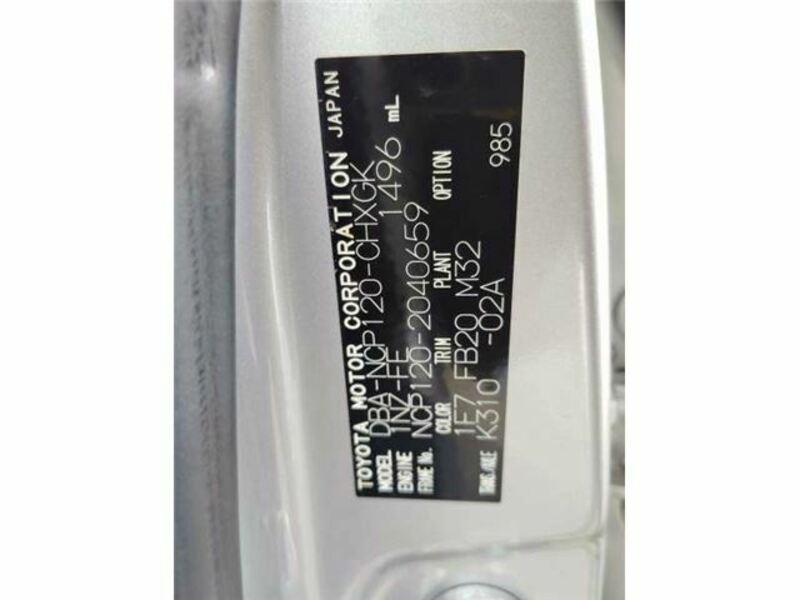 TOYOTA MOTOR CORPORATION JAPAN
MODEL DBA-NCP120-CHXGK
ENGINE 1NZ-FE 1496 mL
FRAME No. NCP120-2040659
COLOR TRIM PLANT OPTION
1F7 FB20 M32 985
TRANS./AXLE K310 -02A